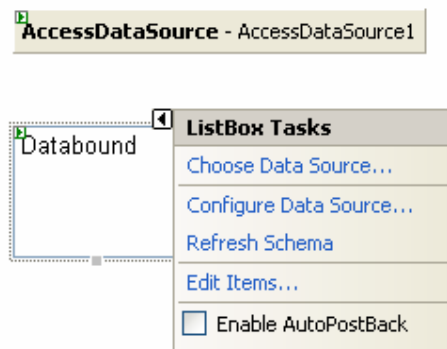 AccessDataSource - AccessDataSource1
Databound
ListBox Tasks
Choose Data Source...
Configure Data Source...
Refresh Schema
Edit Items...
Enable AutoPostBack